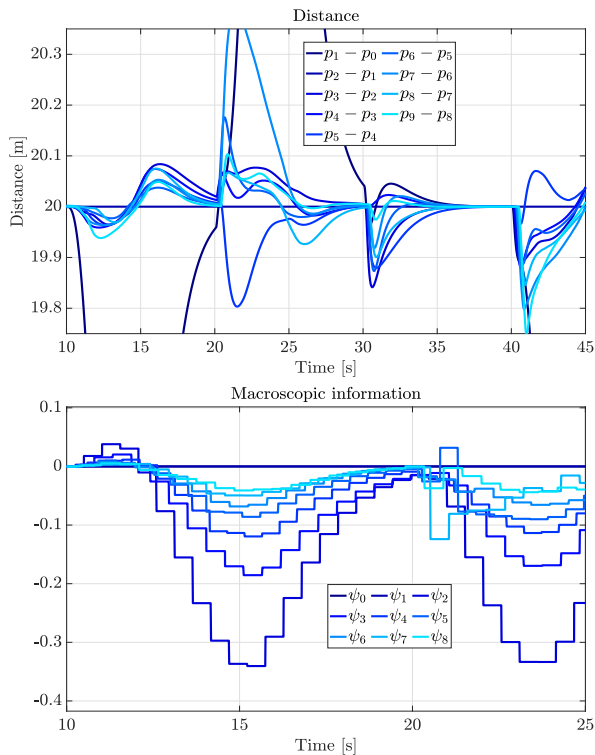 Distance
20.3
20.2
20.1
20
19.9
19.8
Distance [m]
p₁ − p₀ p₆ − p₅
p₂ − p₁ p₇ − p₆
p₃ − p₂ p₈ − p₇
p₄ − p₃ p₉ − p₈
p₅ − p₄
10 15 20 25 30 35 40 45
Time [s]
Macroscopic information
0.1
0
-0.1
-0.2
-0.3
-0.4
ψ₀ ψ₁ ψ₂
ψ₃ ψ₄ ψ₅
ψ₆ ψ₇ ψ₈
10 15 20 25
Time [s]